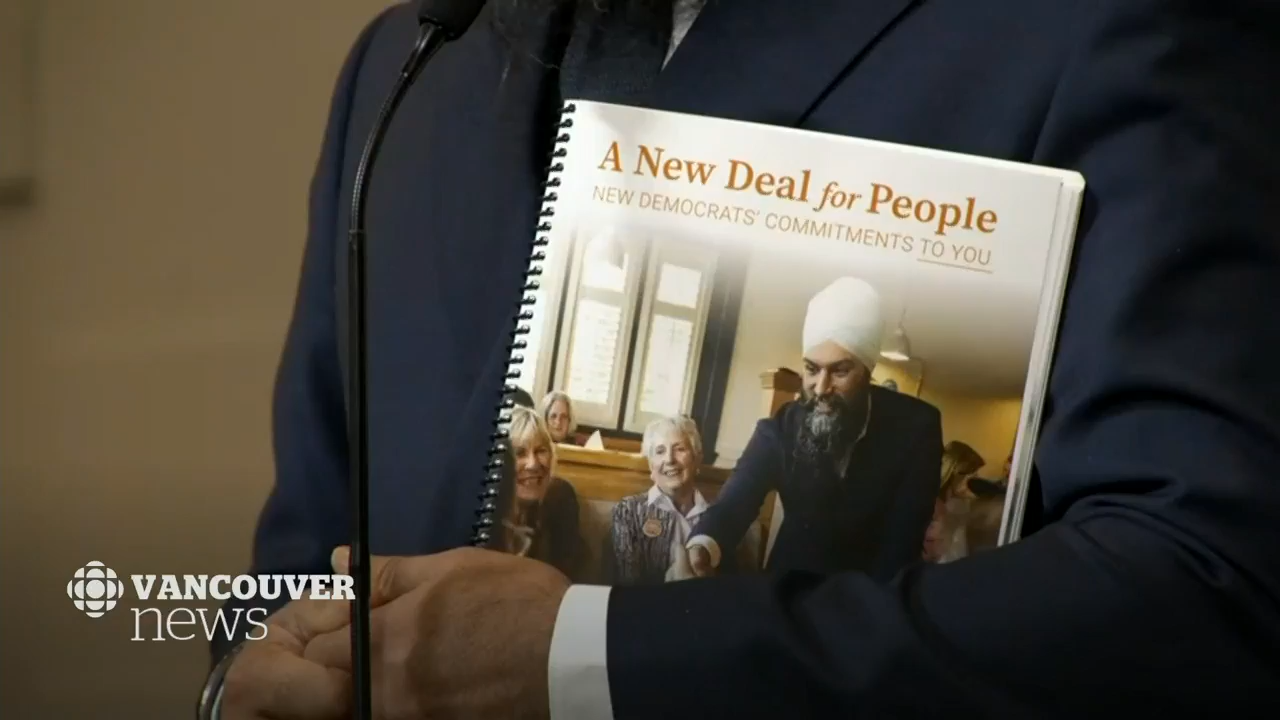 A New Deal for People
NEW DEMOCRATS' COMMITMENTS TO YOU
VANCOUVER
news